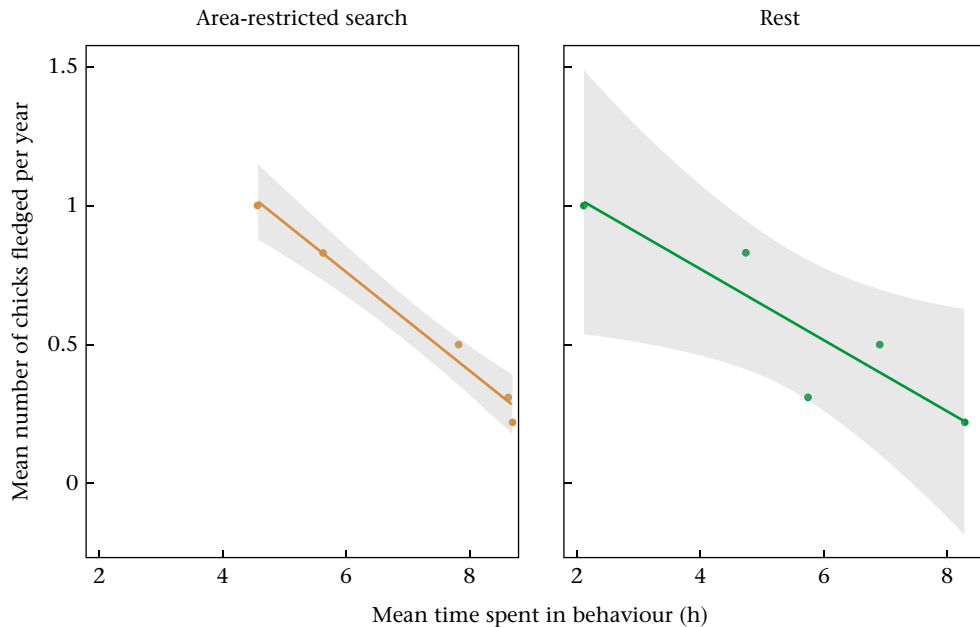 Area-restricted search
Rest
Mean number of chicks fledged per year
1.5
1
0.5
0
2 4 6 8
2 4 6 8
Mean time spent in behaviour (h)